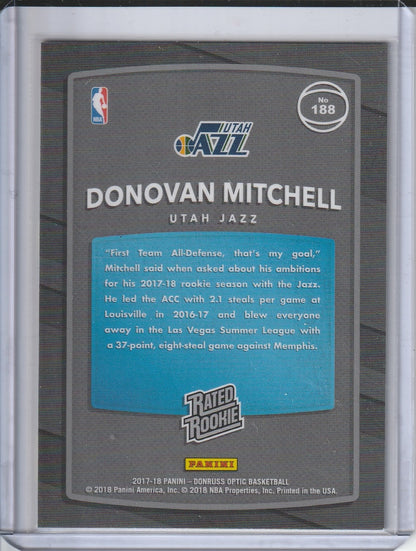 NBA
No
188
UTAH
JAZZ
DONOVAN MITCHELL
UTAH JAZZ
"First Team All-Defense, that's my goal,"
Mitchell said when asked about his ambitions
for his 2017-18 rookie season with the Jazz.
He led the ACC with 2.1 steals per game at
Louisville in 2016-17 and blew everyone
away in the Las Vegas Summer League with
a 37-point, eight-steal game against Memphis.
RATED
ROOKIE
PANINI
2017-18 PANINI – DONRUSS OPTIC BASKETBALL
© 2018 Panini America, Inc. © 2018 NBA Properties, Inc. Printed in the USA.